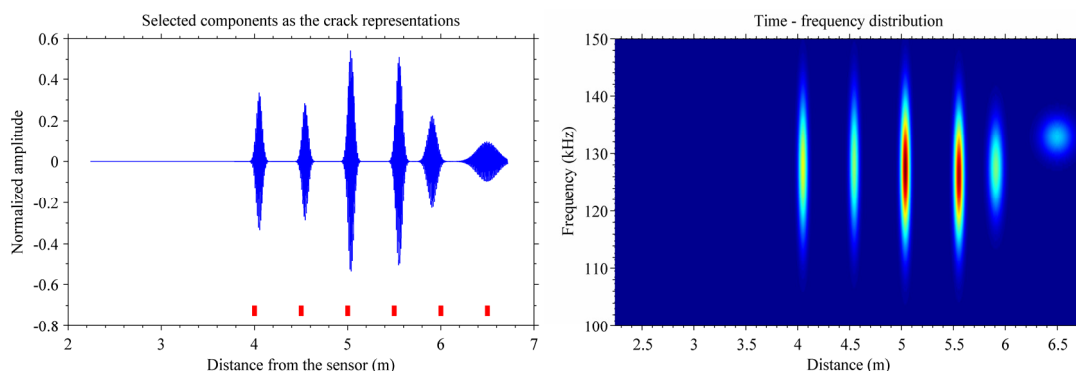 Selected components as the crack representations
0.6
0.4
0.2
0
-0.2
-0.4
-0.6
-0.8
Normalized amplitude
2 3 4 5 6 7
Distance from the sensor (m)
Time - frequency distribution
150
140
130
120
110
100
Frequency (kHz)
2.5 3 3.5 4 4.5 5 5.5 6 6.5
Distance (m)